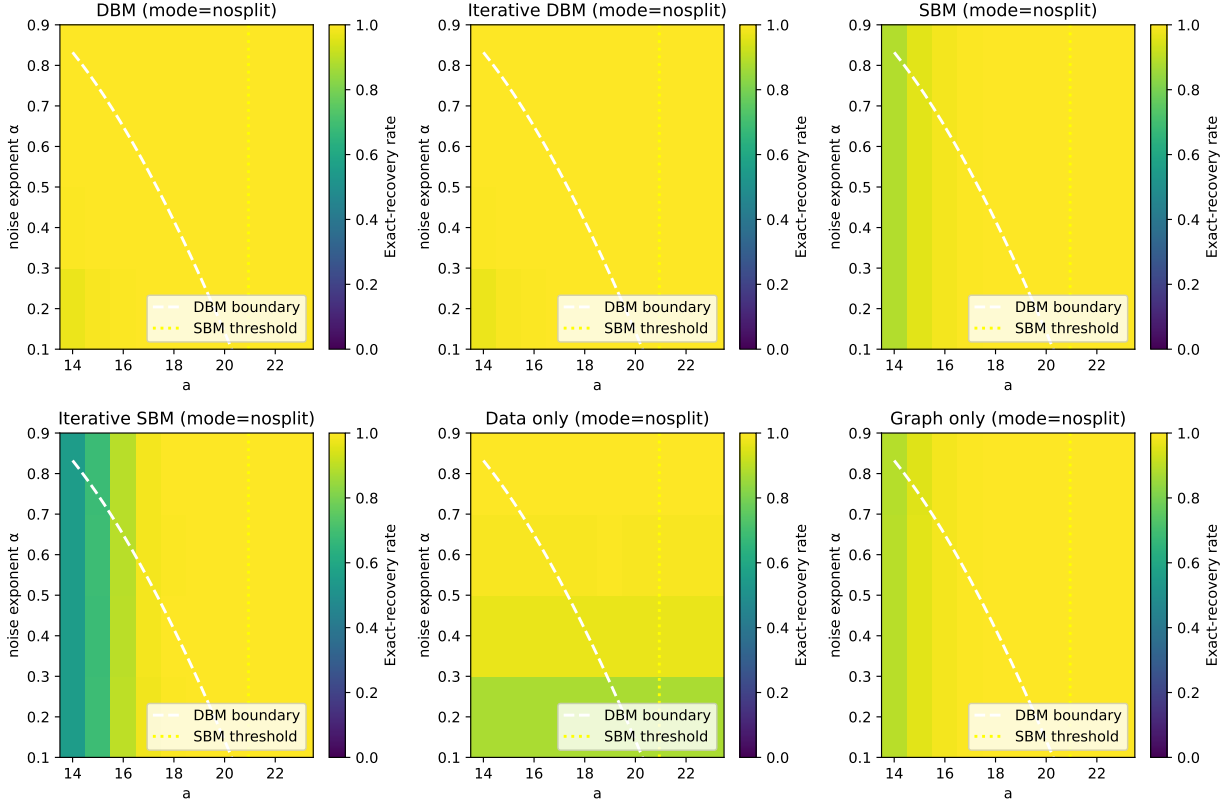 DBM (mode=nosplit)
0.9
0.8
0.7
0.6
0.5
0.4
0.3
0.2
0.1
noise exponent α
14 16 18 20 22
a
DBM boundary
SBM threshold
1.0
0.8
0.6
0.4
0.2
0.0
Exact-recovery rate
Iterative DBM (mode=nosplit)
0.9
0.8
0.7
0.6
0.5
0.4
0.3
0.2
0.1
noise exponent α
14 16 18 20 22
a
DBM boundary
SBM threshold
1.0
0.8
0.6
0.4
0.2
0.0
Exact-recovery rate
SBM (mode=nosplit)
0.9
0.8
0.7
0.6
0.5
0.4
0.3
0.2
0.1
noise exponent α
14 16 18 20 22
a
DBM boundary
SBM threshold
1.0
0.8
0.6
0.4
0.2
0.0
Exact-recovery rate
Iterative SBM (mode=nosplit)
0.9
0.8
0.7
0.6
0.5
0.4
0.3
0.2
0.1
noise exponent α
14 16 18 20 22
a
DBM boundary
SBM threshold
1.0
0.8
0.6
0.4
0.2
0.0
Exact-recovery rate
Data only (mode=nosplit)
0.9
0.8
0.7
0.6
0.5
0.4
0.3
0.2
0.1
noise exponent α
14 16 18 20 22
a
DBM boundary
SBM threshold
1.0
0.8
0.6
0.4
0.2
0.0
Exact-recovery rate
Graph only (mode=nosplit)
0.9
0.8
0.7
0.6
0.5
0.4
0.3
0.2
0.1
noise exponent α
14 16 18 20 22
a
DBM boundary
SBM threshold
1.0
0.8
0.6
0.4
0.2
0.0
Exact-recovery rate